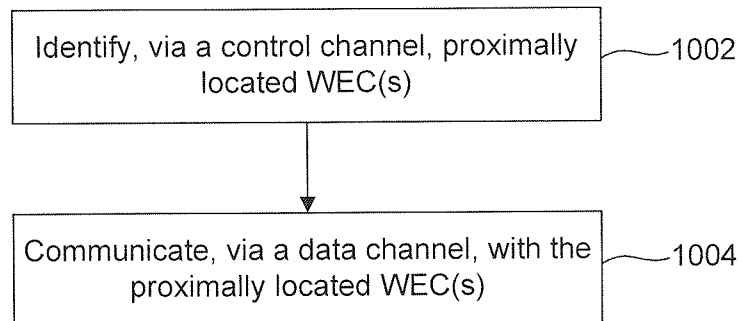 Identify, via a control channel, proximally
located WEC(s)
1002
Communicate, via a data channel, with the
proximally located WEC(s)
1004